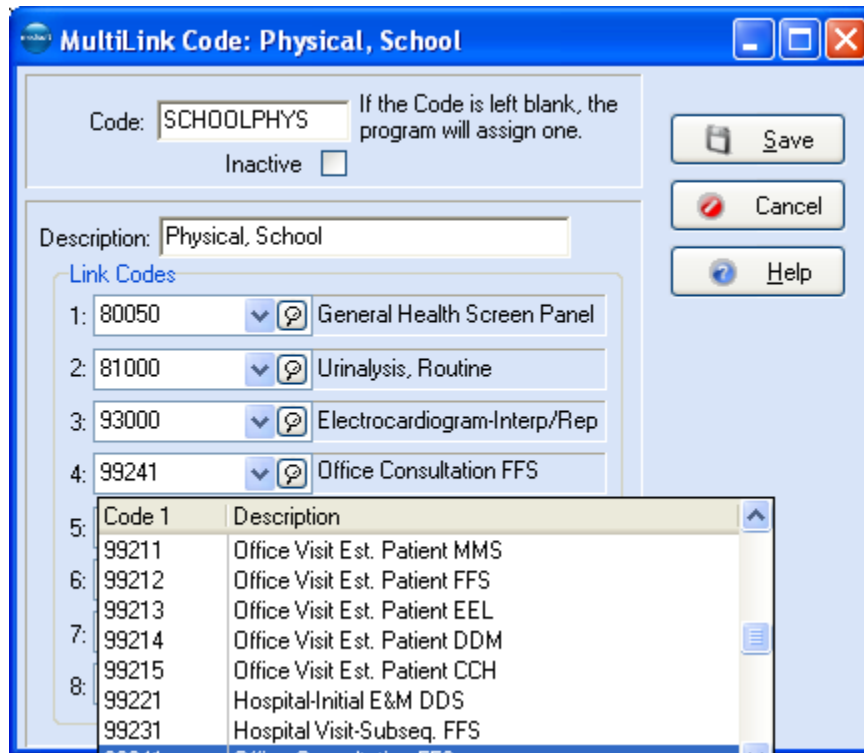 MultiLink Code: Physical, School
Code: SCHOOLPHYS
If the Code is left blank, the
program will assign one.
Inactive
Save
Cancel
Help
Description: Physical, School
Link Codes
1: 80050 General Health Screen Panel
2: 81000 Urinalysis, Routine
3: 93000 Electrocardiogram-Interp/Rep
4: 99241 Office Consultation FFS
5:
6:
7:
8:
Code 1 Description
99211 Office Visit Est. Patient MMS
99212 Office Visit Est. Patient FFS
99213 Office Visit Est. Patient EEL
99214 Office Visit Est. Patient DDM
99215 Office Visit Est. Patient CCH
99221 Hospital-Initial E&M DDS
99231 Hospital Visit-Subseq. FFS
99241 Office Consultation FFS